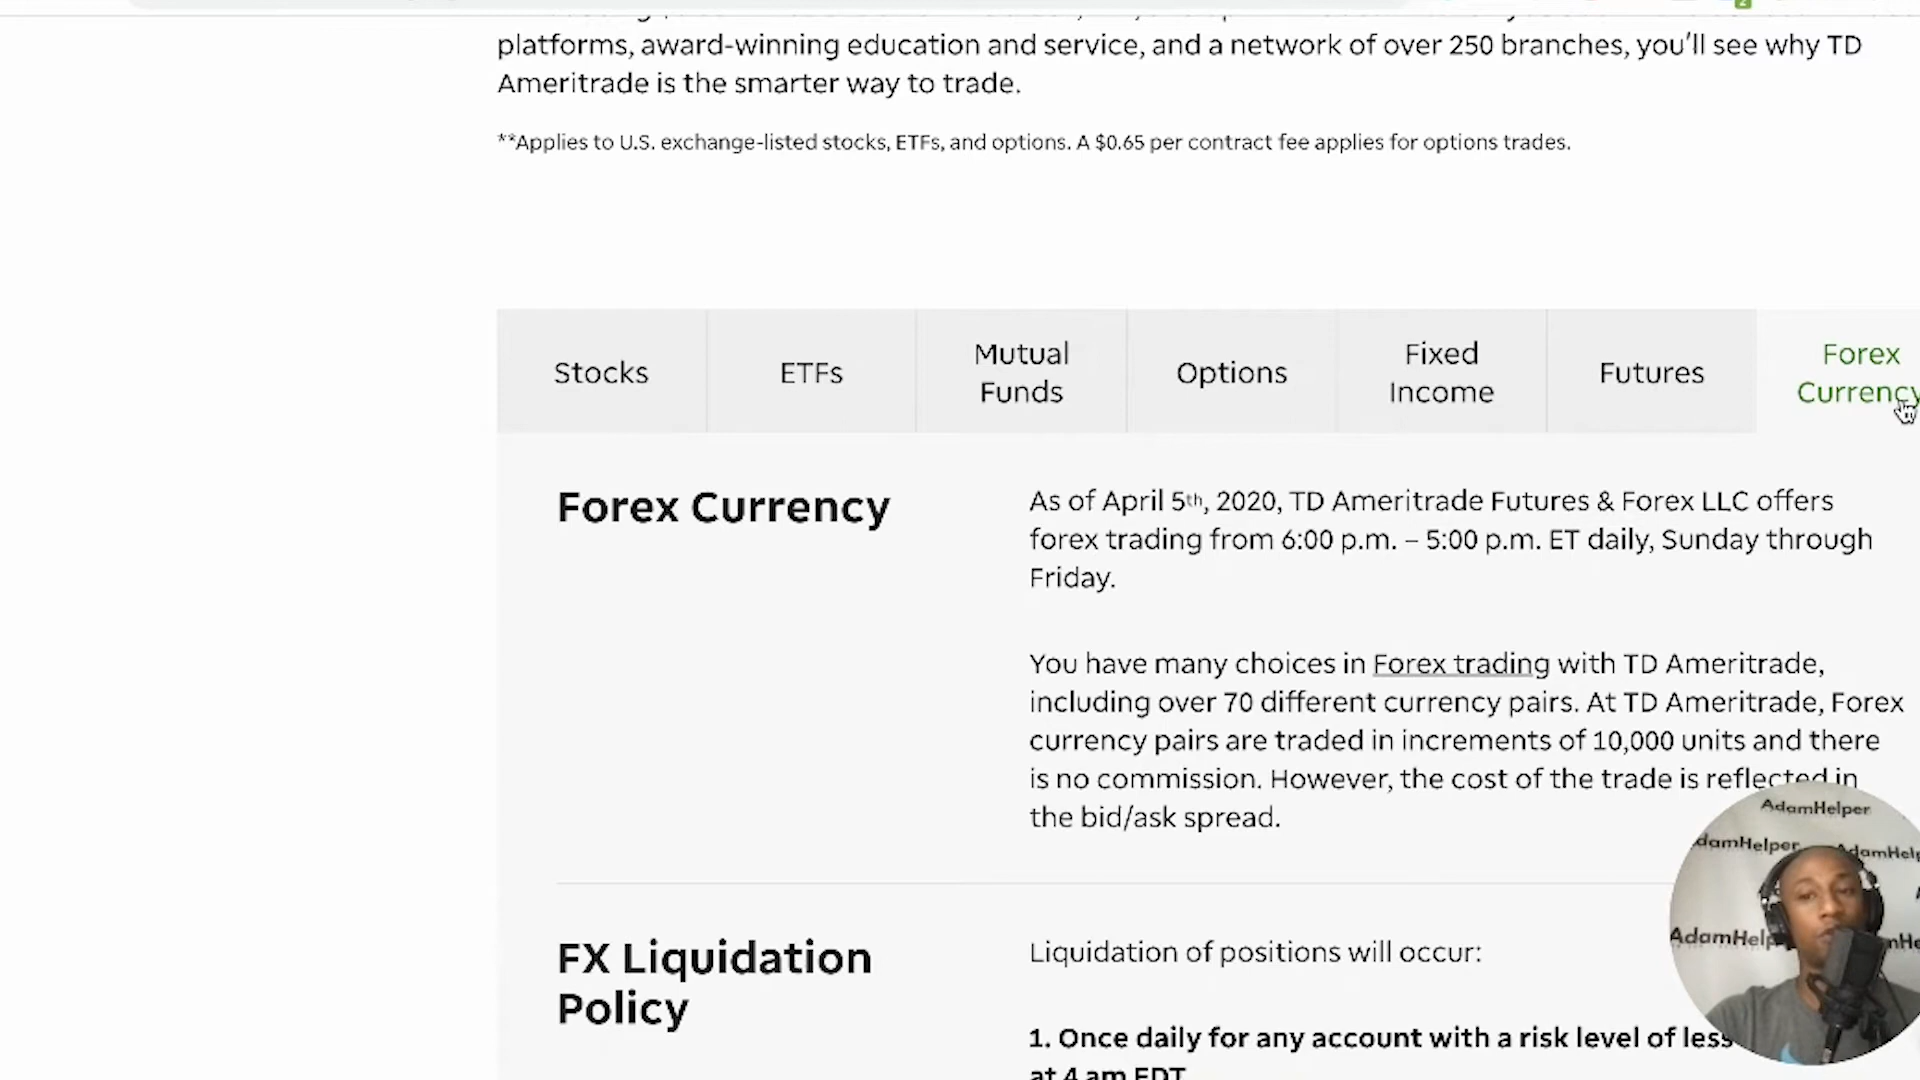 platforms, award-winning education and service, and a network of over 250 branches, you'll see why TD
Ameritrade is the smarter way to trade.
**Applies to U.S. exchange-listed stocks, ETFs, and options. A $0.65 per contract fee applies for options trades.
Stocks
ETFs
Mutual
Funds
Options
Fixed
Income
Futures
Forex
Currency
Forex Currency
As of April 5th, 2020, TD Ameritrade Futures & Forex LLC offers
forex trading from 6:00 p.m. – 5:00 p.m. ET daily, Sunday through
Friday.
You have many choices in Forex trading with TD Ameritrade,
including over 70 different currency pairs. At TD Ameritrade, Forex
currency pairs are traded in increments of 10,000 units and there
is no commission. However, the cost of the trade is reflected in
the bid/ask spread.
FX Liquidation
Policy
Liquidation of positions will occur:
1. Once daily for any account with a risk level of less
at 4 am EDT
AdamHelper
AdamHelper
AdamHelp
AdamHelp